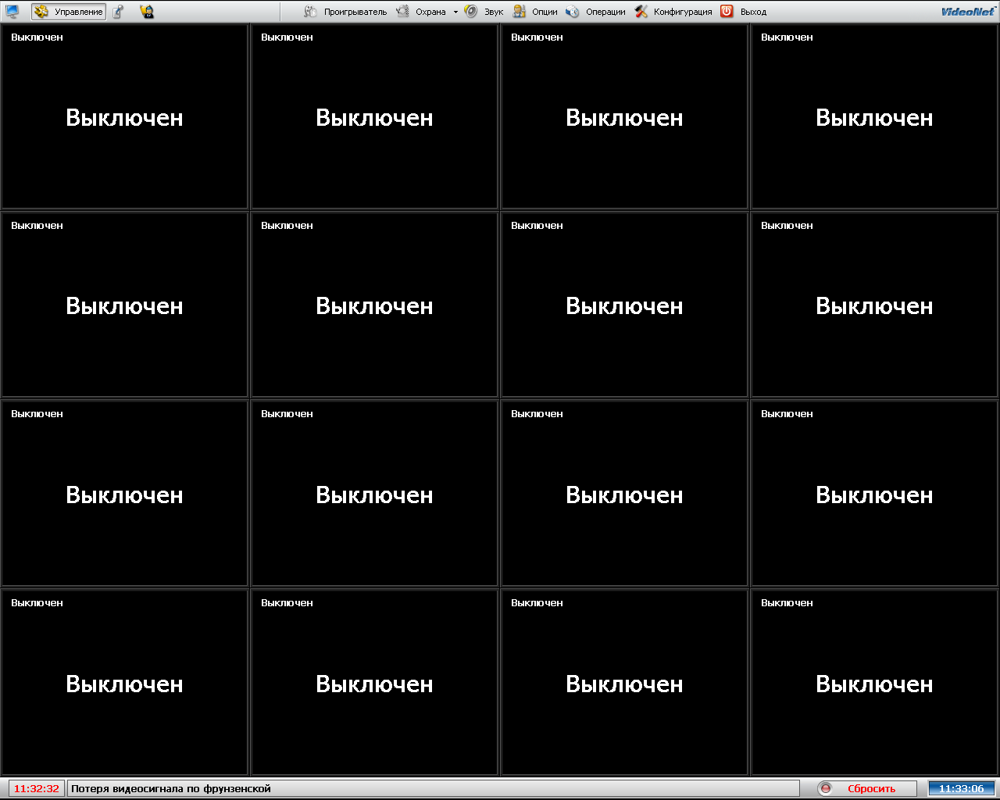 Управление Проигрыватель Охрана Звук Опции Операции Конфигурация Выход VideoNet
Выключен Выключен Выключен Выключен
Выключен Выключен Выключен Выключен
Выключен Выключен Выключен Выключен
Выключен Выключен Выключен Выключен
Выключен Выключен Выключен Выключен
Выключен Выключен Выключен Выключен
Выключен Выключен Выключен Выключен
Выключен Выключен Выключен Выключен
11:32:32 Потеря видеосигнала по фрунзенской Сбросить 11:33:06